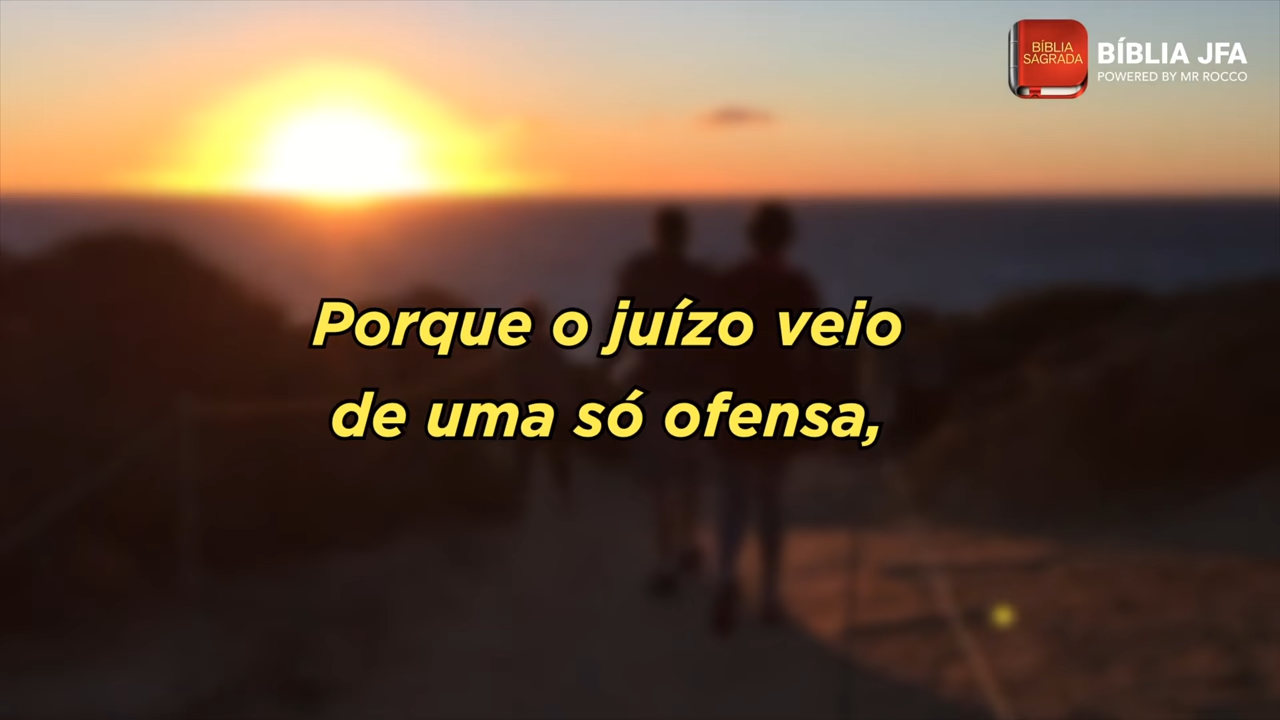 BÍBLIA
SAGRADA
BÍBLIA JFA
POWERED BY MR ROCCO
Porque o juízo veio
de uma só ofensa,